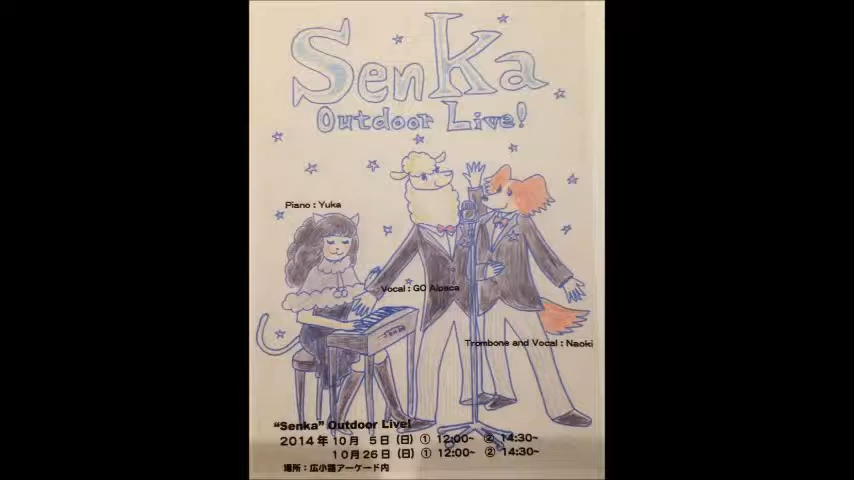 SenKa
Outdoor Live!
Piano : Yuka
Vocal : GO Alpaca
Trombone and Vocal : Naoki
“Senka” Outdoor Live!
2014年 10月 5日 (日) ① 12:00~ ② 14:30~
10月 26日 (日) ① 12:00~ ② 14:30~
場所：広小路アーケード内